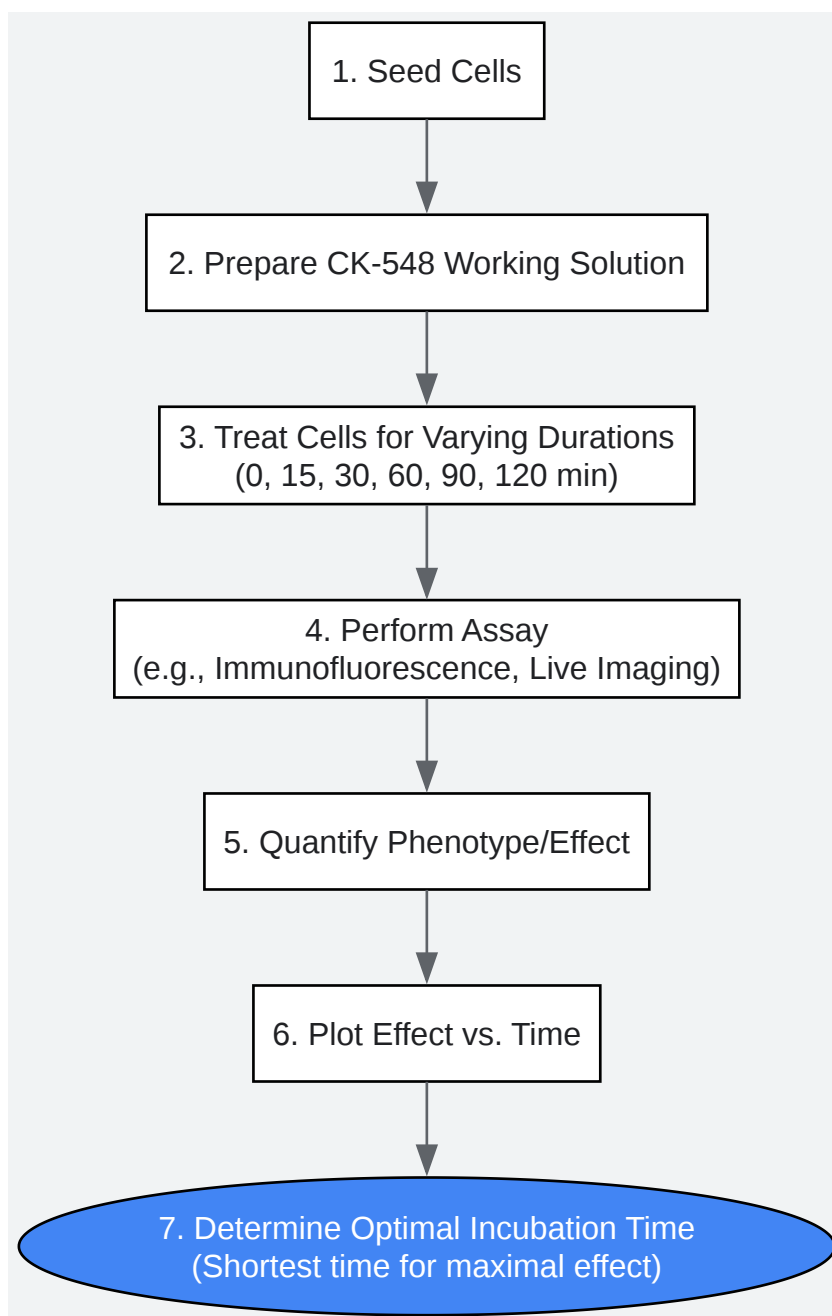 1. Seed Cells
2. Prepare CK-548 Working Solution
3. Treat Cells for Varying Durations
(0, 15, 30, 60, 90, 120 min)
4. Perform Assay
(e.g., Immunofluorescence, Live Imaging)
5. Quantify Phenotype/Effect
6. Plot Effect vs. Time
7. Determine Optimal Incubation Time
(Shortest time for maximal effect)